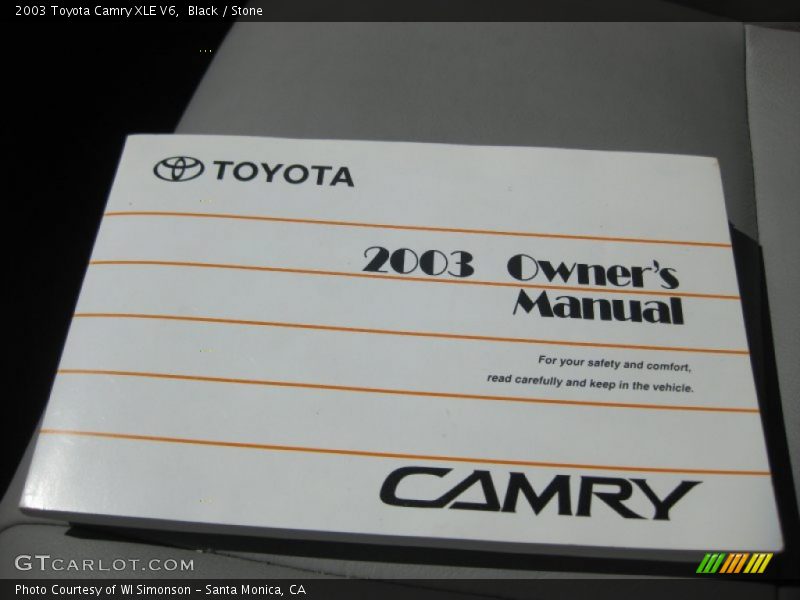 2003 Toyota Camry XLE V6,  Black / Stone
TOYOTA
2003 Owner's
Manual
For your safety and comfort,
read carefully and keep in the vehicle.
CAMRY
GTCARLOT.COM
Photo Courtesy of WI Simonson - Santa Monica, CA